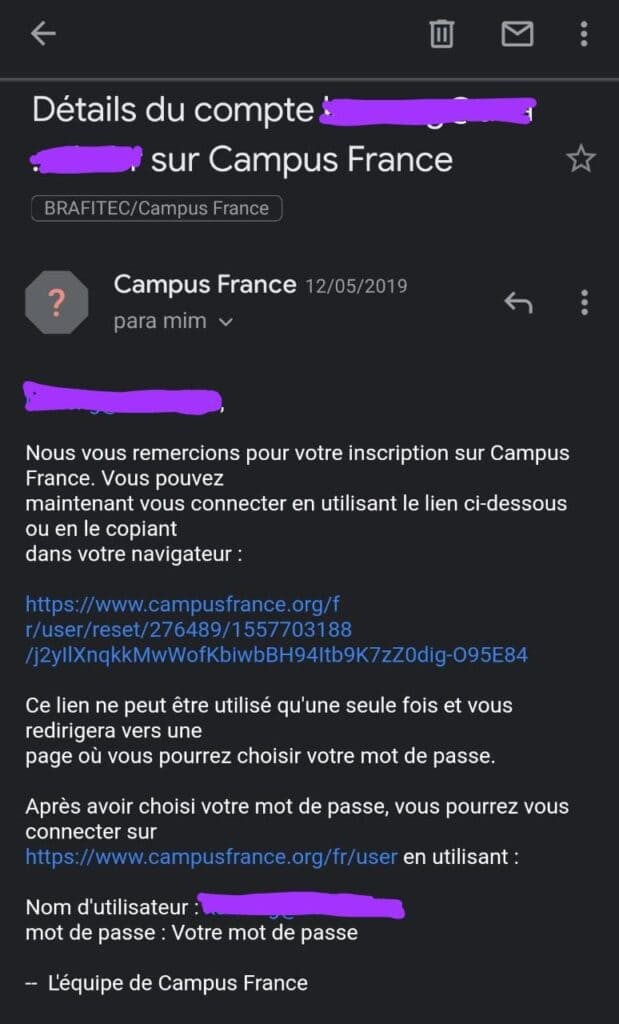 Détails du compte
sur Campus France
BRAFITEC/Campus France
?
Campus France 12/05/2019
para mim
,
Nous vous remercions pour votre inscription sur Campus
France. Vous pouvez
maintenant vous connecter en utilisant le lien ci-dessous
ou en le copiant
dans votre navigateur :
https://www.campusfrance.org/f
r/user/reset/276489/1557703188
/j2yIlXnqkkMwWofKbiwbBH94Itb9K7zZ0dig-O95E84
Ce lien ne peut être utilisé qu'une seule fois et vous
redirigera vers une
page où vous pourrez choisir votre mot de passe.
Après avoir choisi votre mot de passe, vous pourrez vous
connecter sur
https://www.campusfrance.org/fr/user en utilisant :
Nom d'utilisateur :
mot de passe : Votre mot de passe
-- L'équipe de Campus France